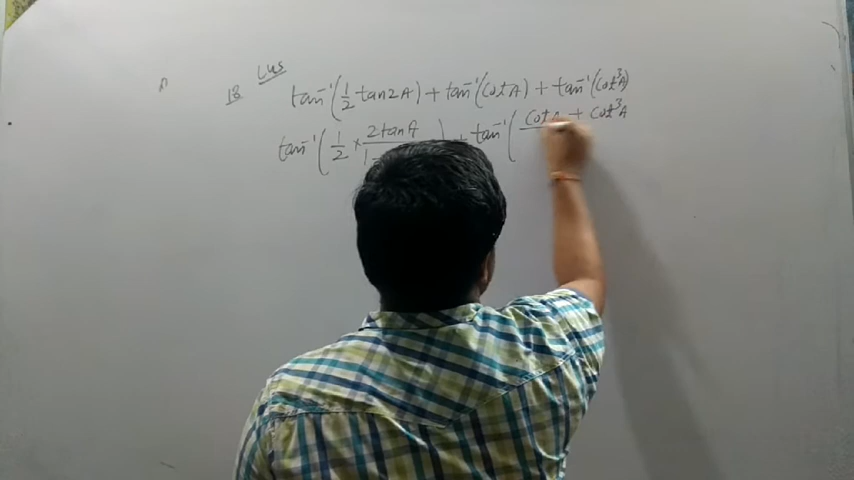 LHS
18 tan⁻¹(1/2 tan2A) + tan⁻¹(cotA) + tan⁻¹(cot³A)
tan⁻¹(1/2 × 2tanA/1 ) + tan⁻¹(cotA + cot³A